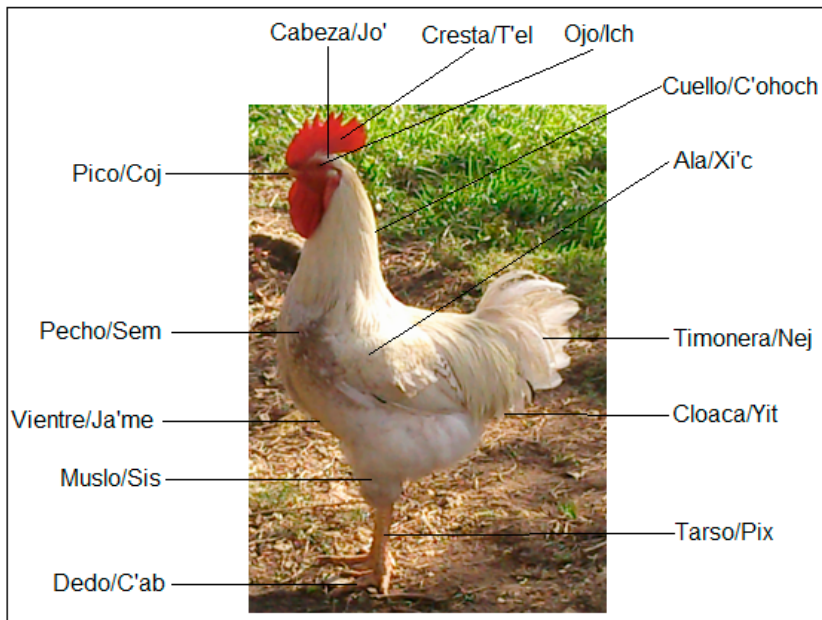 Cabeza/Jo'
Cresta/T'el
Ojo/Ich
Cuello/C'ohoch
Pico/Coj
Ala/Xi'c
Pecho/Sem
Timonera/Nej
Vientre/Ja'me
Cloaca/Yit
Muslo/Sis
Tarso/Pix
Dedo/C'ab